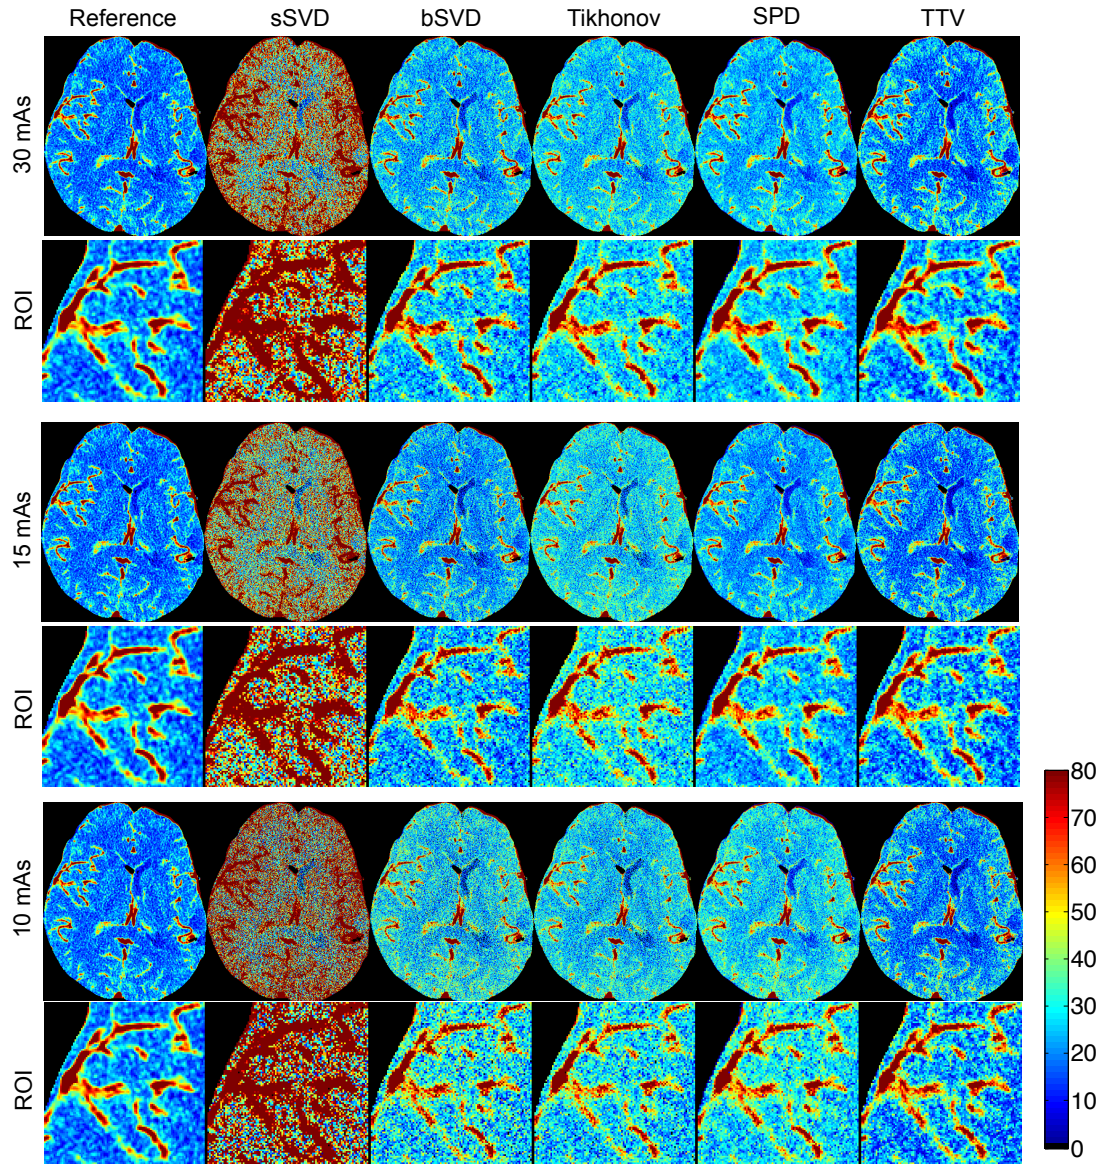 Reference sSVD bSVD Tikhonov SPD TTV
30 mAs
ROI
15 mAs
ROI
80
70
60
50
40
30
20
10
0
10 mAs
ROI